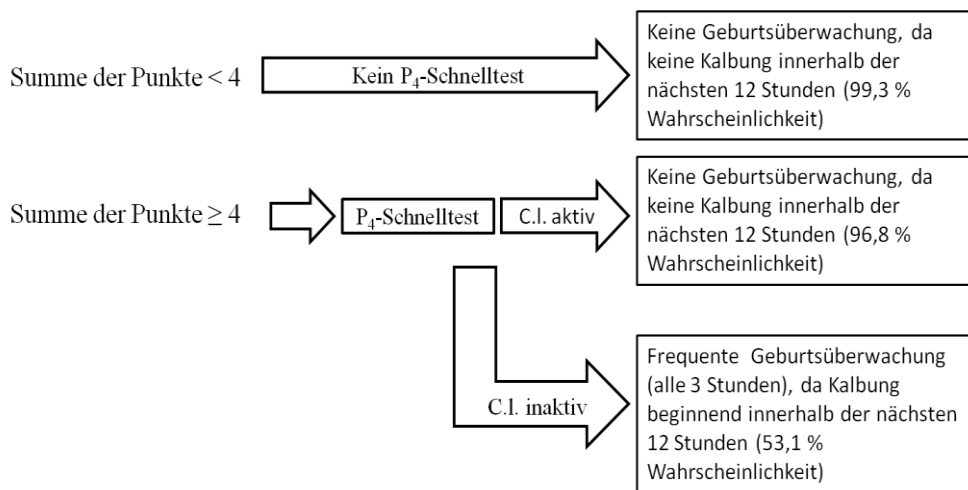 Summe der Punkte < 4
Kein P₄-Schnelltest
Keine Geburtsüberwachung, da
keine Kalbung innerhalb der
nächsten 12 Stunden (99,3 %
Wahrscheinlichkeit)
Summe der Punkte ≥ 4
P₄-Schnelltest
C.l. aktiv
Keine Geburtsüberwachung, da
keine Kalbung innerhalb der
nächsten 12 Stunden (96,8 %
Wahrscheinlichkeit)
C.l. inaktiv
Frequente Geburtsüberwachung
(alle 3 Stunden), da Kalbung
beginnend innerhalb der nächsten
12 Stunden (53,1 %
Wahrscheinlichkeit)